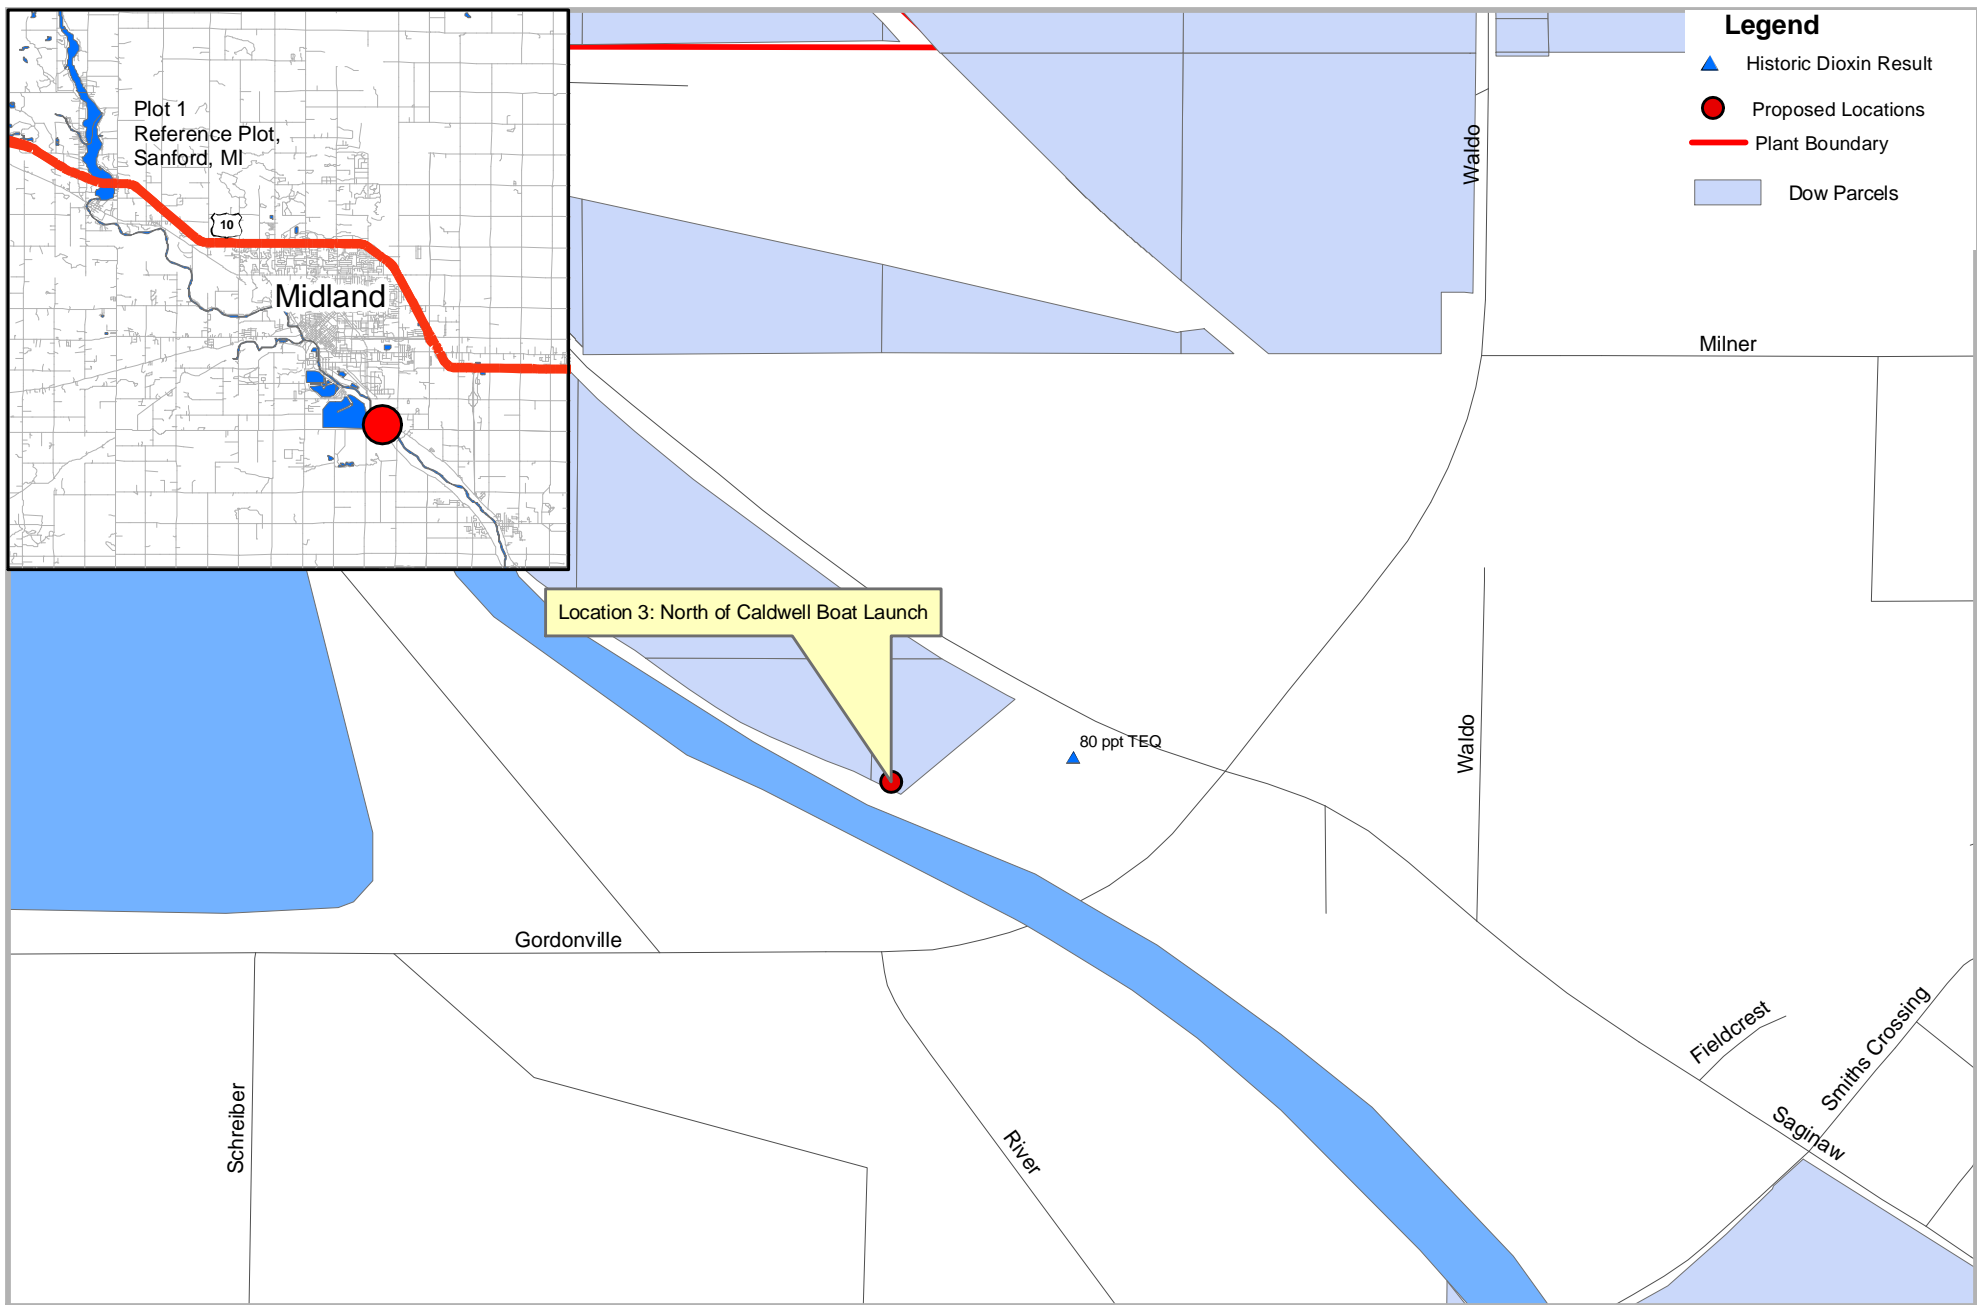 Plot 1
Reference Plot,
Sanford, MI
10
Midland
Legend
Historic Dioxin Result
Proposed Locations
Plant Boundary
Dow Parcels
Waldo
Milner
Location 3: North of Caldwell Boat Launch
80 ppt TEQ
Waldo
Gordonville
Schreiber
River
Fieldcrest
Smiths Crossing
Saginaw